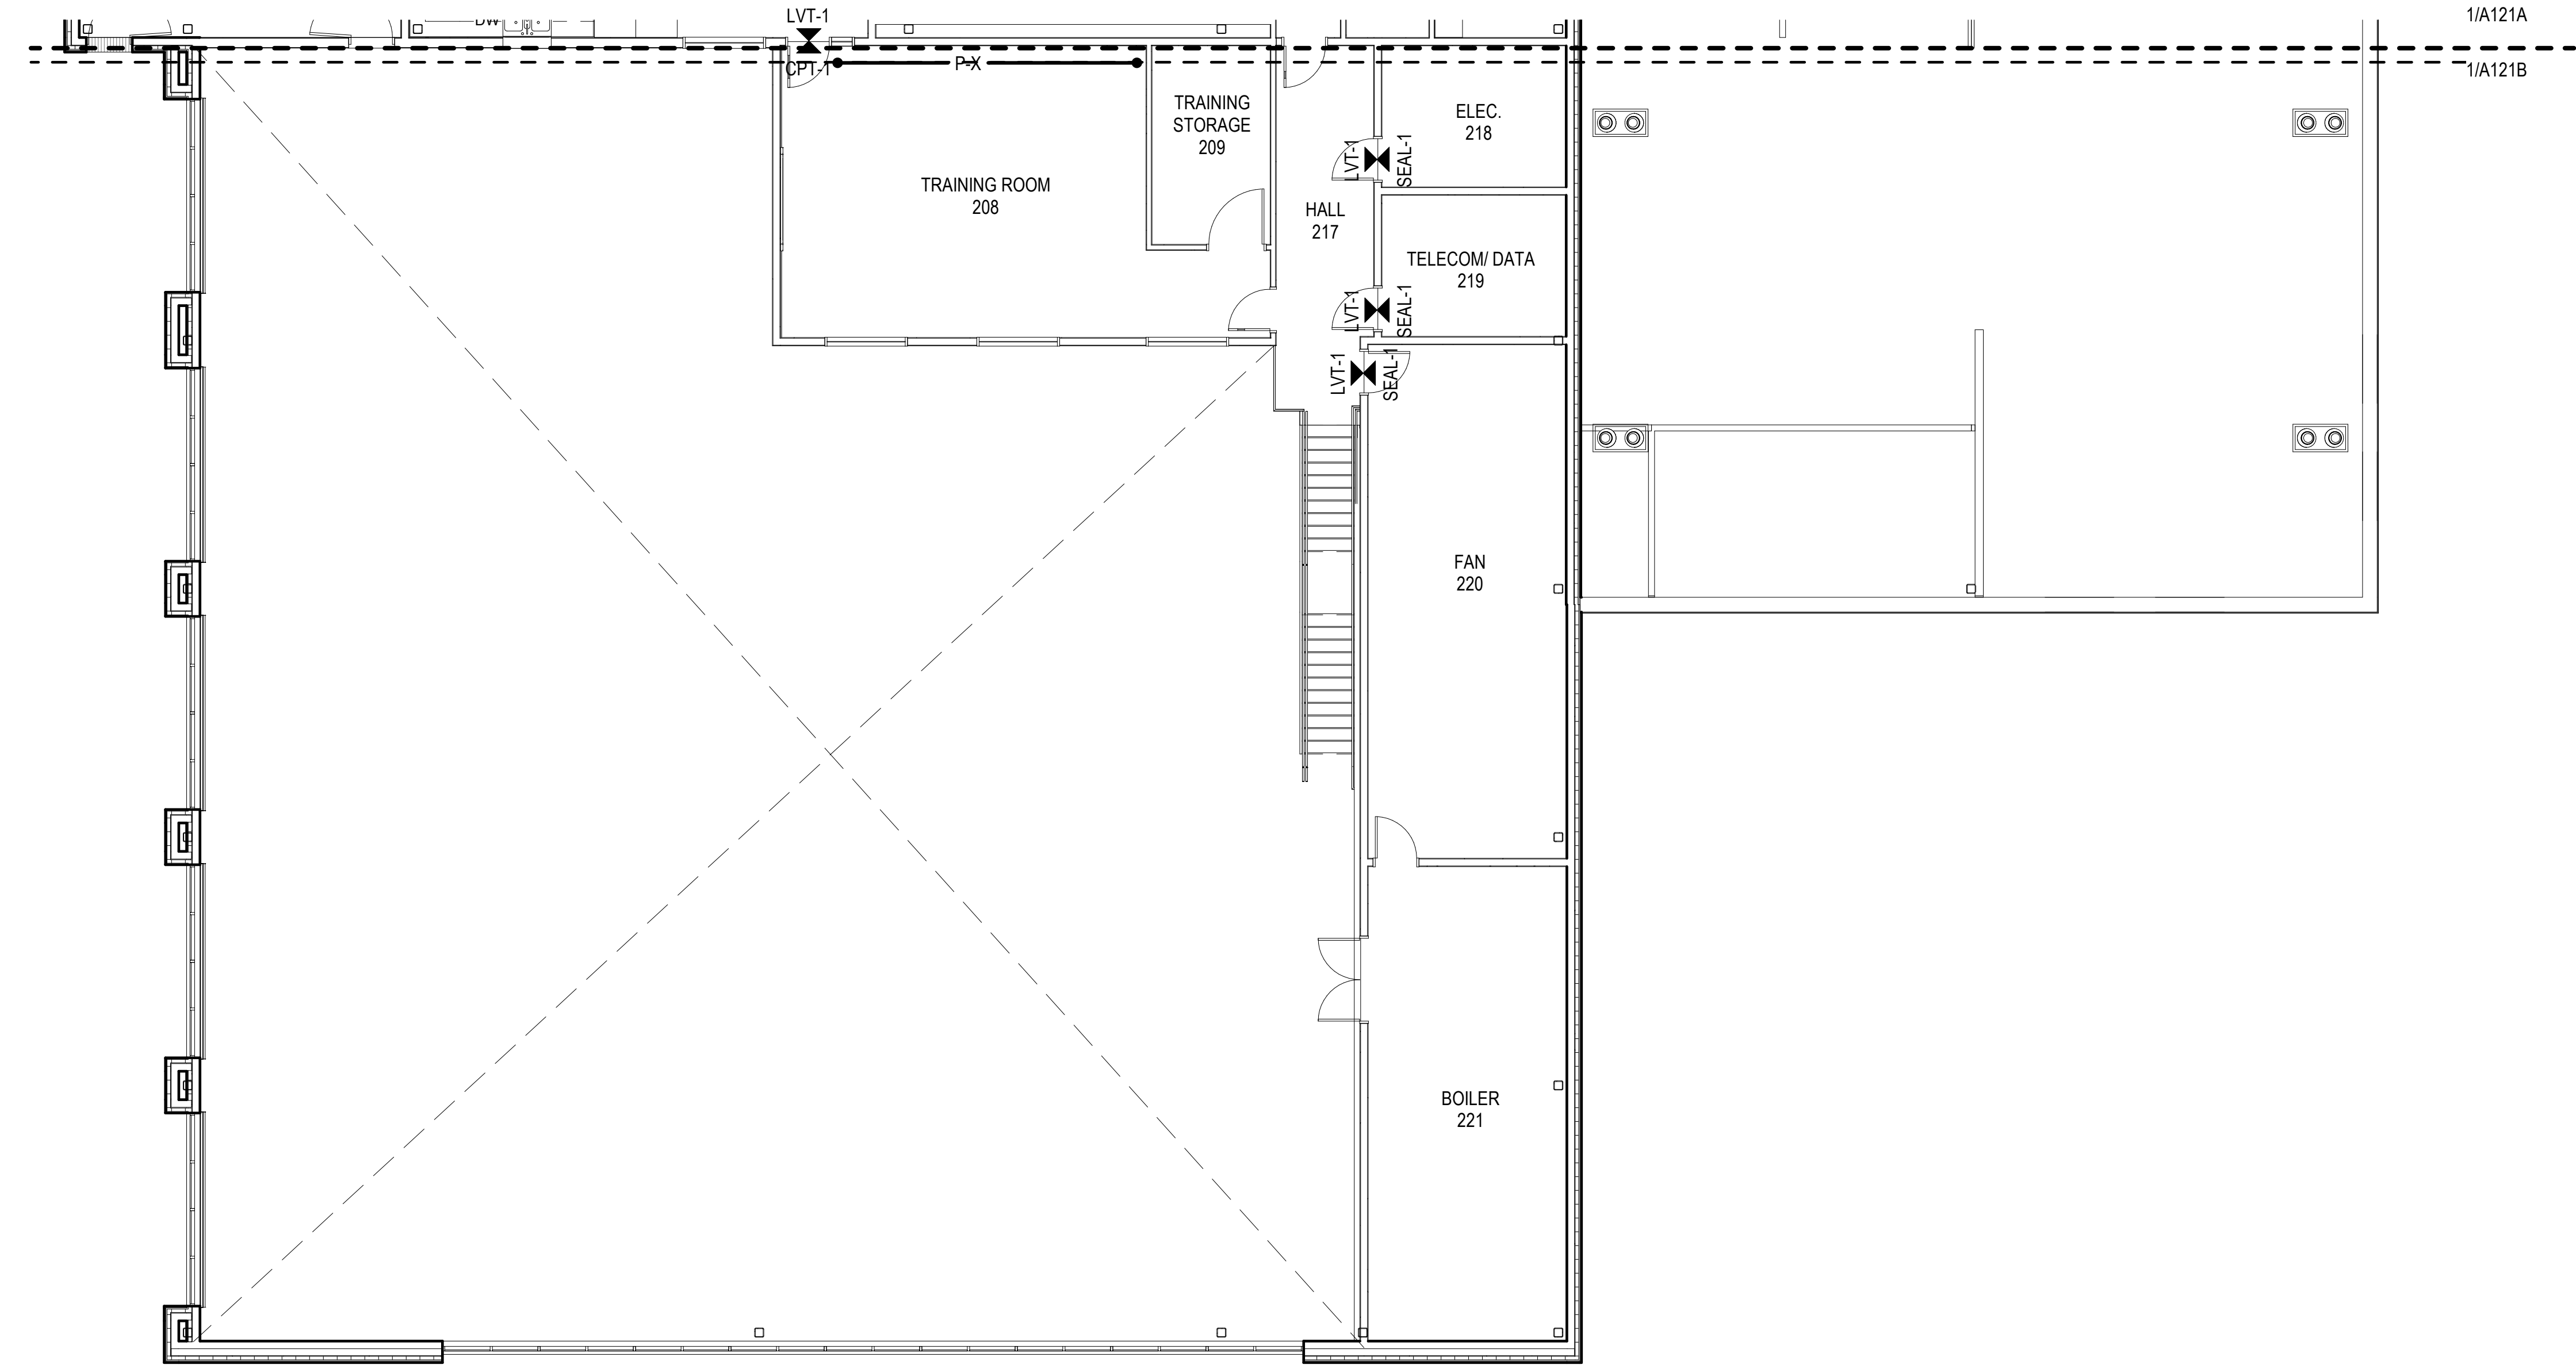 LVT-1
1/A121A
DW
CPT-1
P-X
1/A121B
TRAINING
STORAGE
209
ELEC.
218
LVT-1
SEAL-1
TRAINING ROOM
208
HALL
217
TELECOM/ DATA
219
LVT-1
SEAL-1
LVT-1
SEAL-1
FAN
220
BOILER
221